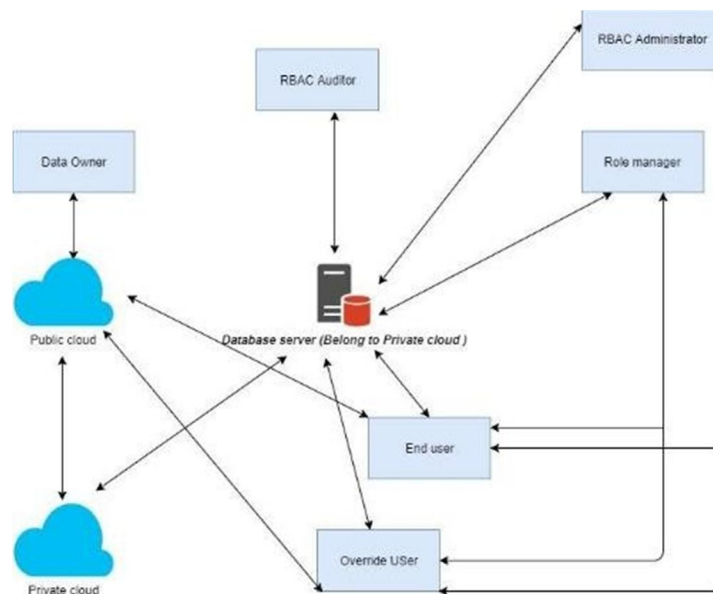 RBAC Administrator
RBAC Auditor
Data Owner
Role manager
Public cloud
Database server (Belong to Private cloud )
End user
Override USer
Private cloud